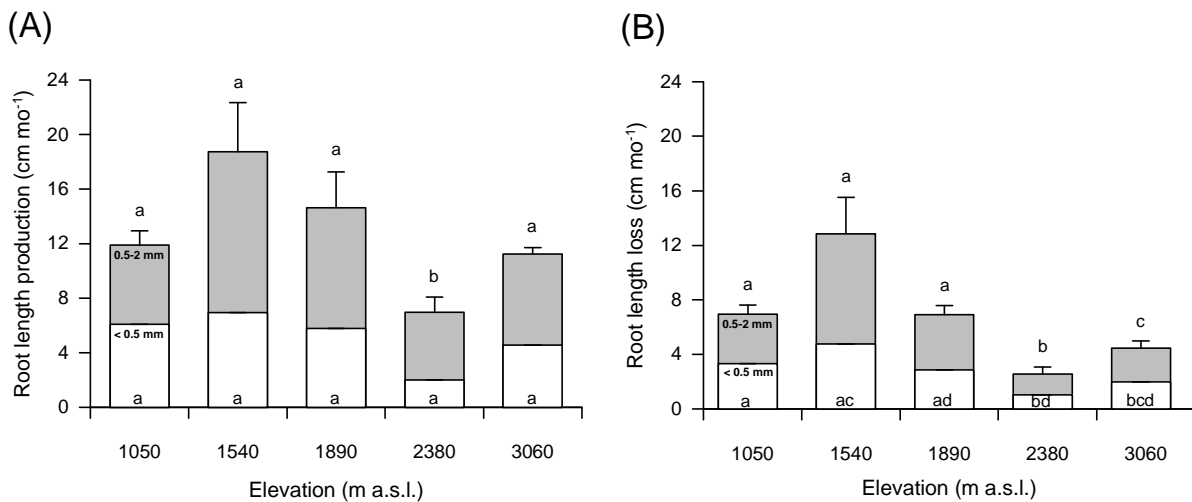 (A)
Root length production (cm mo⁻¹)
24
20
16
12
8
4
0
a
a
a
b
a
0.5-2 mm
< 0.5 mm
a
a
a
a
a
1050
1540
1890
2380
3060
Elevation (m a.s.l.)
(B)
Root length loss (cm mo⁻¹)
24
20
16
12
8
4
0
a
a
a
b
c
0.5-2 mm
< 0.5 mm
a
ac
ad
bd
bcd
1050
1540
1890
2380
3060
Elevation (m a.s.l.)